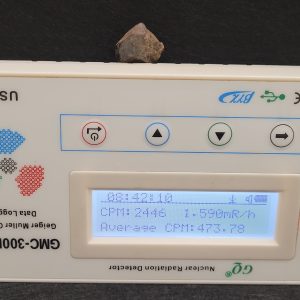 US
08:42:10
CPM:2446 1.590mR/h
Average CPM:473.78
GQ
Nuclear Radiation Detector
GMC-300
Geiger Muller C
Data Logg